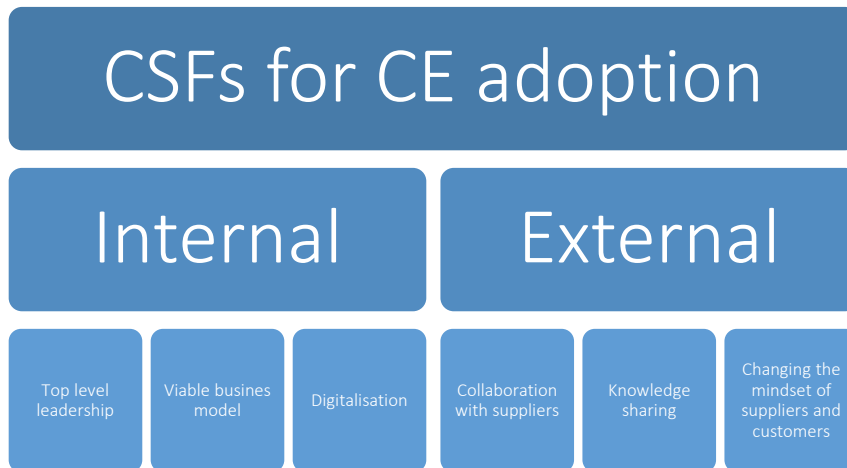 CSFs for CE adoption
Internal
External
Top level
leadership
Viable busines
model
Digitalisation
Collaboration
with suppliers
Knowledge
sharing
Changing the
mindset of
suppliers and
customers